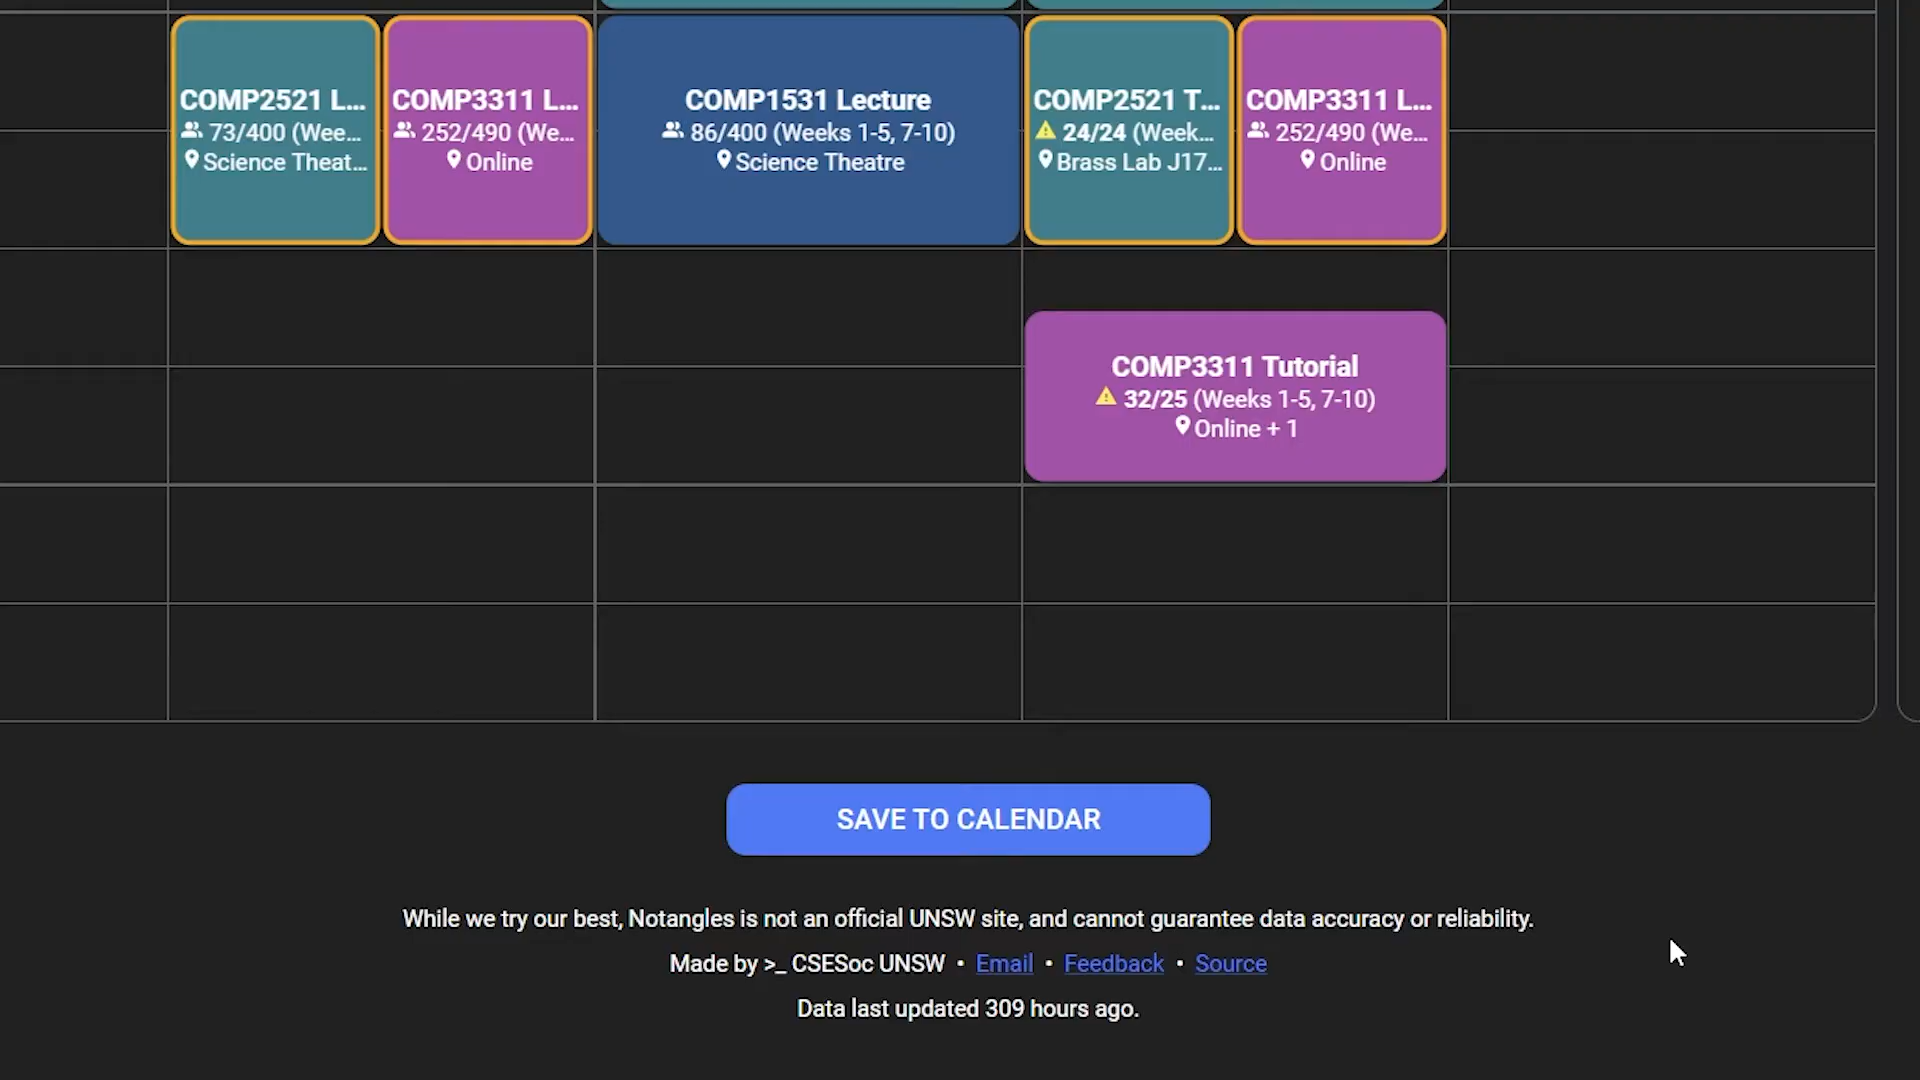 COMP2521 L...
73/400 (Wee...
Science Theat...
COMP3311 L...
252/490 (We...
Online
COMP1531 Lecture
86/400 (Weeks 1-5, 7-10)
Science Theatre
COMP2521 T...
24/24 (Week...
Brass Lab J17...
COMP3311 L...
252/490 (We...
Online
COMP3311 Tutorial
32/25 (Weeks 1-5, 7-10)
Online + 1
SAVE TO CALENDAR
While we try our best, Notangles is not an official UNSW site, and cannot guarantee data accuracy or reliability.
Made by >_ CSESoc UNSW • Email • Feedback • Source
Data last updated 309 hours ago.